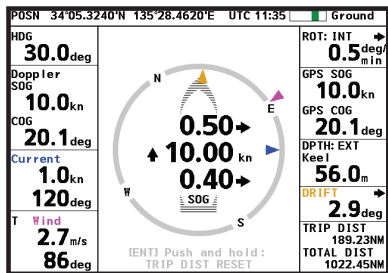 POSN 34°05.3240'N 135°28.4620'E UTC 11:35 Ground
HDG
30.0deg
Doppler
SOG
10.0kn
COG
20.1deg
Current
1.0kn
120deg
T Wind
2.7m/s
86deg
N
E
W
S
0.50
10.00 kn
0.40
SOG
[ENT] Push and hold:
TRIP DIST RESET
ROT: INT
0.5deg/min
GPS SOG
10.0kn
GPS COG
20.1deg
DPTH: EXT
Keel
56.0m
DRIFT
2.9deg
TRIP DIST
189.23NM
TOTAL DIST
1022.45NM